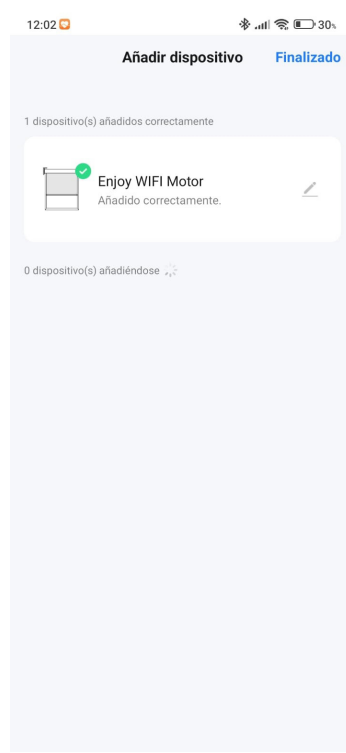 12:02 30%
Añadir dispositivo Finalizado
1 dispositivo(s) añadidos correctamente
Enjoy WIFI Motor
Añadido correctamente.
0 dispositivo(s) añadiéndose